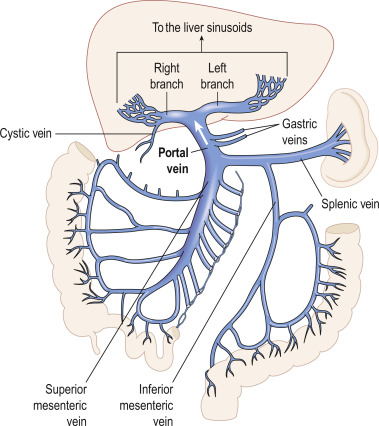 To the liver sinusoids
Right
branch
Left
branch
Cystic vein
Gastric
veins
Portal
vein
Splenic vein
Superior
mesenteric
vein
Inferior
mesenteric
vein